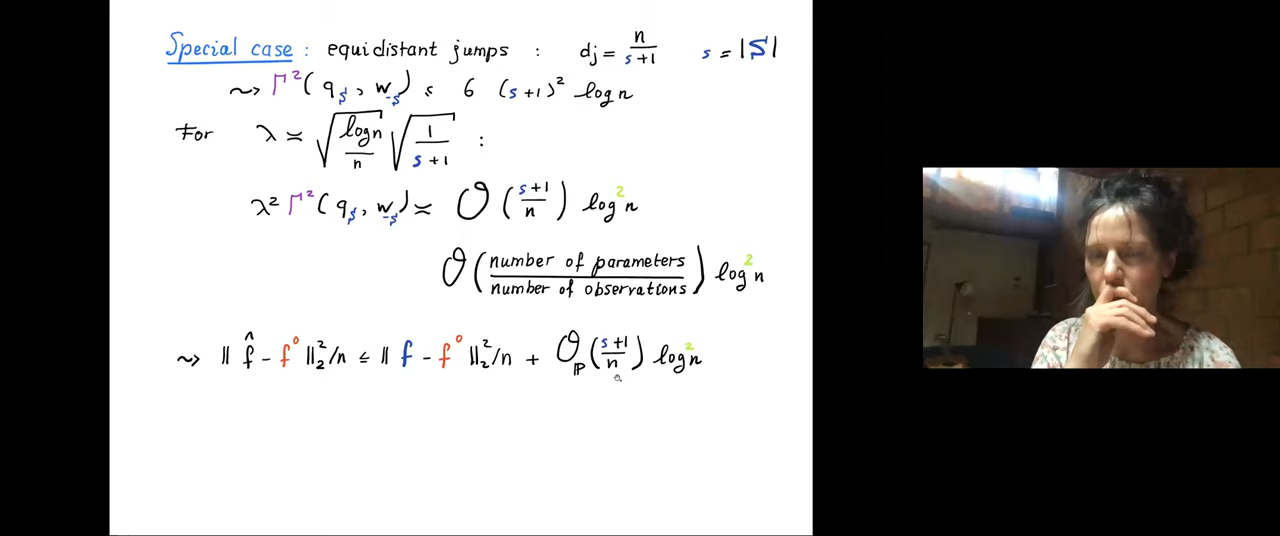 Special case : equidistant jumps : dj = n/(s+1) s = |S|
⤳ Γ²(q_S, w_-S) ≤ 6 (s+1)² log n
For λ ≍ √(log n / n) √(1/(s+1)) :
λ² Γ²(q_S, w_-S) ≍ O((s+1)/n) log² n
O(number of parameters / number of observations) log² n
⤳ ‖ f̂ - f⁰ ‖₂²/n ≤ ‖ f - f⁰ ‖₂²/n + O_ℙ((s+1)/n) log² n